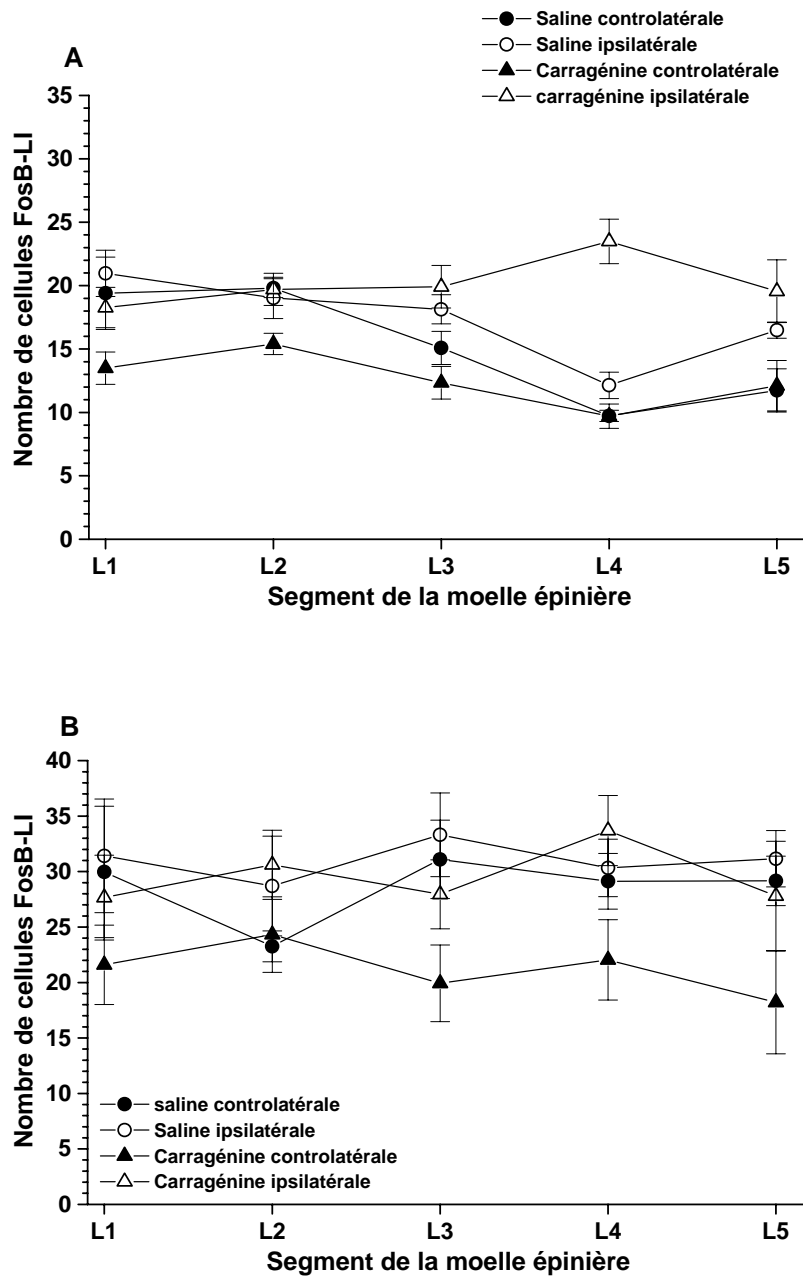 Saline controlatérale
Saline ipsilatérale
Carragénine controlatérale
carragénine ipsilatérale
A
35
30
25
20
15
10
5
0
Nombre de cellules FosB-LI
L1 L2 L3 L4 L5
Segment de la moelle épinière
B
40
35
30
25
20
15
10
5
0
Nombre de cellules FosB-LI
saline controlatérale
Saline ipsilatérale
Carragénine controlatérale
Carragénine ipsilatérale
L1 L2 L3 L4 L5
Segment de la moelle épinière